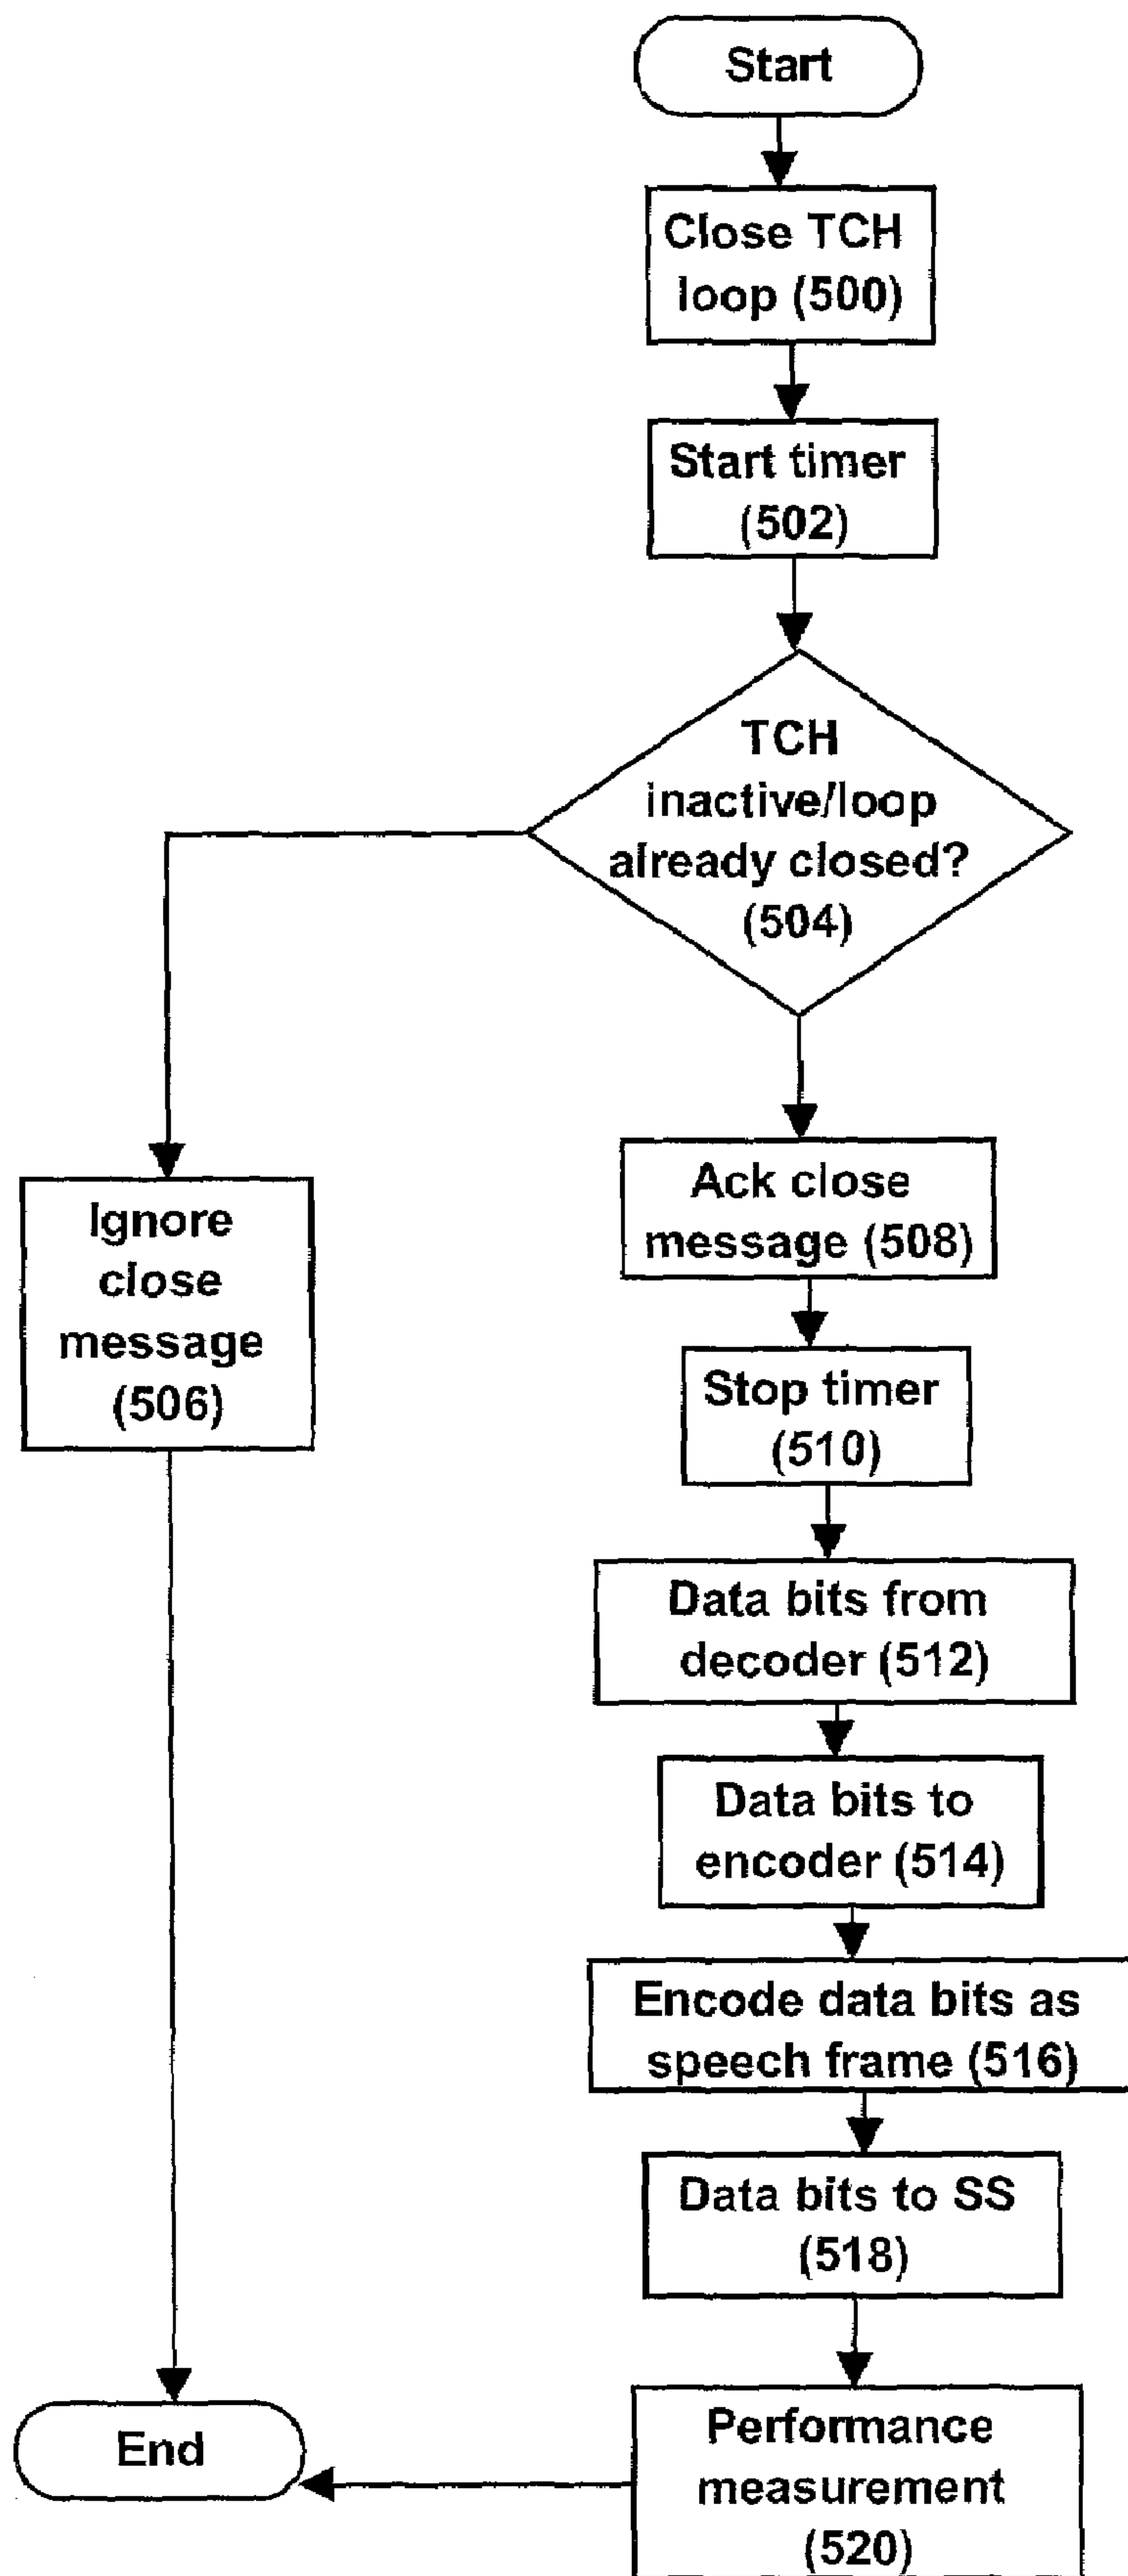 Start
Close TCH
loop (500)
Start timer
(502)
TCH
inactive/loop
already closed?
(504)
Ignore
close
message
(506)
Ack close
message (508)
Stop timer
(510)
Data bits from
decoder (512)
Data bits to
encoder (514)
Encode data bits as
speech frame (516)
Data bits to SS
(518)
Performance
measurement
(520)
End